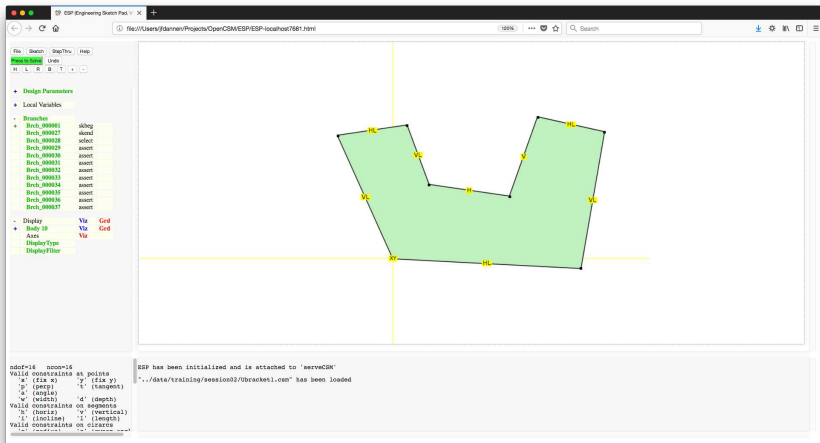 ESP (Engineering Sketch Pad,
file:///Users/jfdannen/Projects/OpenCSM/ESP/ESP-localhost7681.html
100%
Search
File Sketch StepThru Help
Press to Solve Undo
H L R B T + -
+ Design Parameters
+ Local Variables
- Branches
+ Brch_000001 skbeg
Brch_000027 skend
Brch_000028 select
Brch_000029 assert
Brch_000030 assert
Brch_000031 assert
Brch_000032 assert
Brch_000033 assert
Brch_000034 assert
Brch_000035 assert
Brch_000036 assert
Brch_000037 assert
- Display Viz Grd
+ Body 10 Viz Grd
Axes Viz
DisplayType
DisplayFilter
HL
HL
VL
V
H
VL
VL
XY
HL
ndof=16 ncon=16
Valid constraints at points
'x' (fix x) 'y' (fix y)
'p' (perp) 't' (tangent)
'a' (angle)
'w' (width) 'd' (depth)
Valid constraints on segments
'h' (horiz) 'v' (vertical)
'i' (incline) 'l' (length)
Valid constraints on cirarcs
ESP has been initialized and is attached to 'serveCSM'
"../data/training/session02/Ubracket1.csm" has been loaded